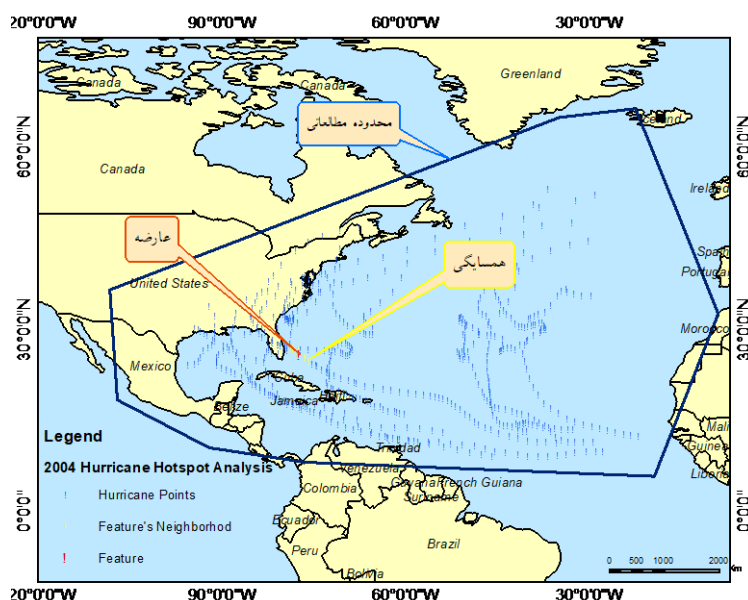 120°0'0"W 90°0'0"W 60°0'0"W 30°0'0"W
Greenland
Canada
Canada
محدوده مطالعاتی
Iceland
60°0'0"N
60°0'0"N
Canada
Ireland
عارضه
همسایگی
Spain
United States
Portugal
30°0'0"N
30°0'0"N
Morocco
Mexico
Cuba
Jamaica
Belize
Mali
Legend
Trinidad
Guinea
2004 Hurricane Hotspot Analysis
Venezuela
Liberia
Hurricane Points
Colombia
Guyana
French Guiana
Suriname
0°0'0"
0°0'0"
Feature's Neighborhod
Ecuador
Brazil
Feature
Peru
Bolivia
0 500 1000 2000 Km
120°0'0"W 90°0'0"W 60°0'0"W 30°0'0"W